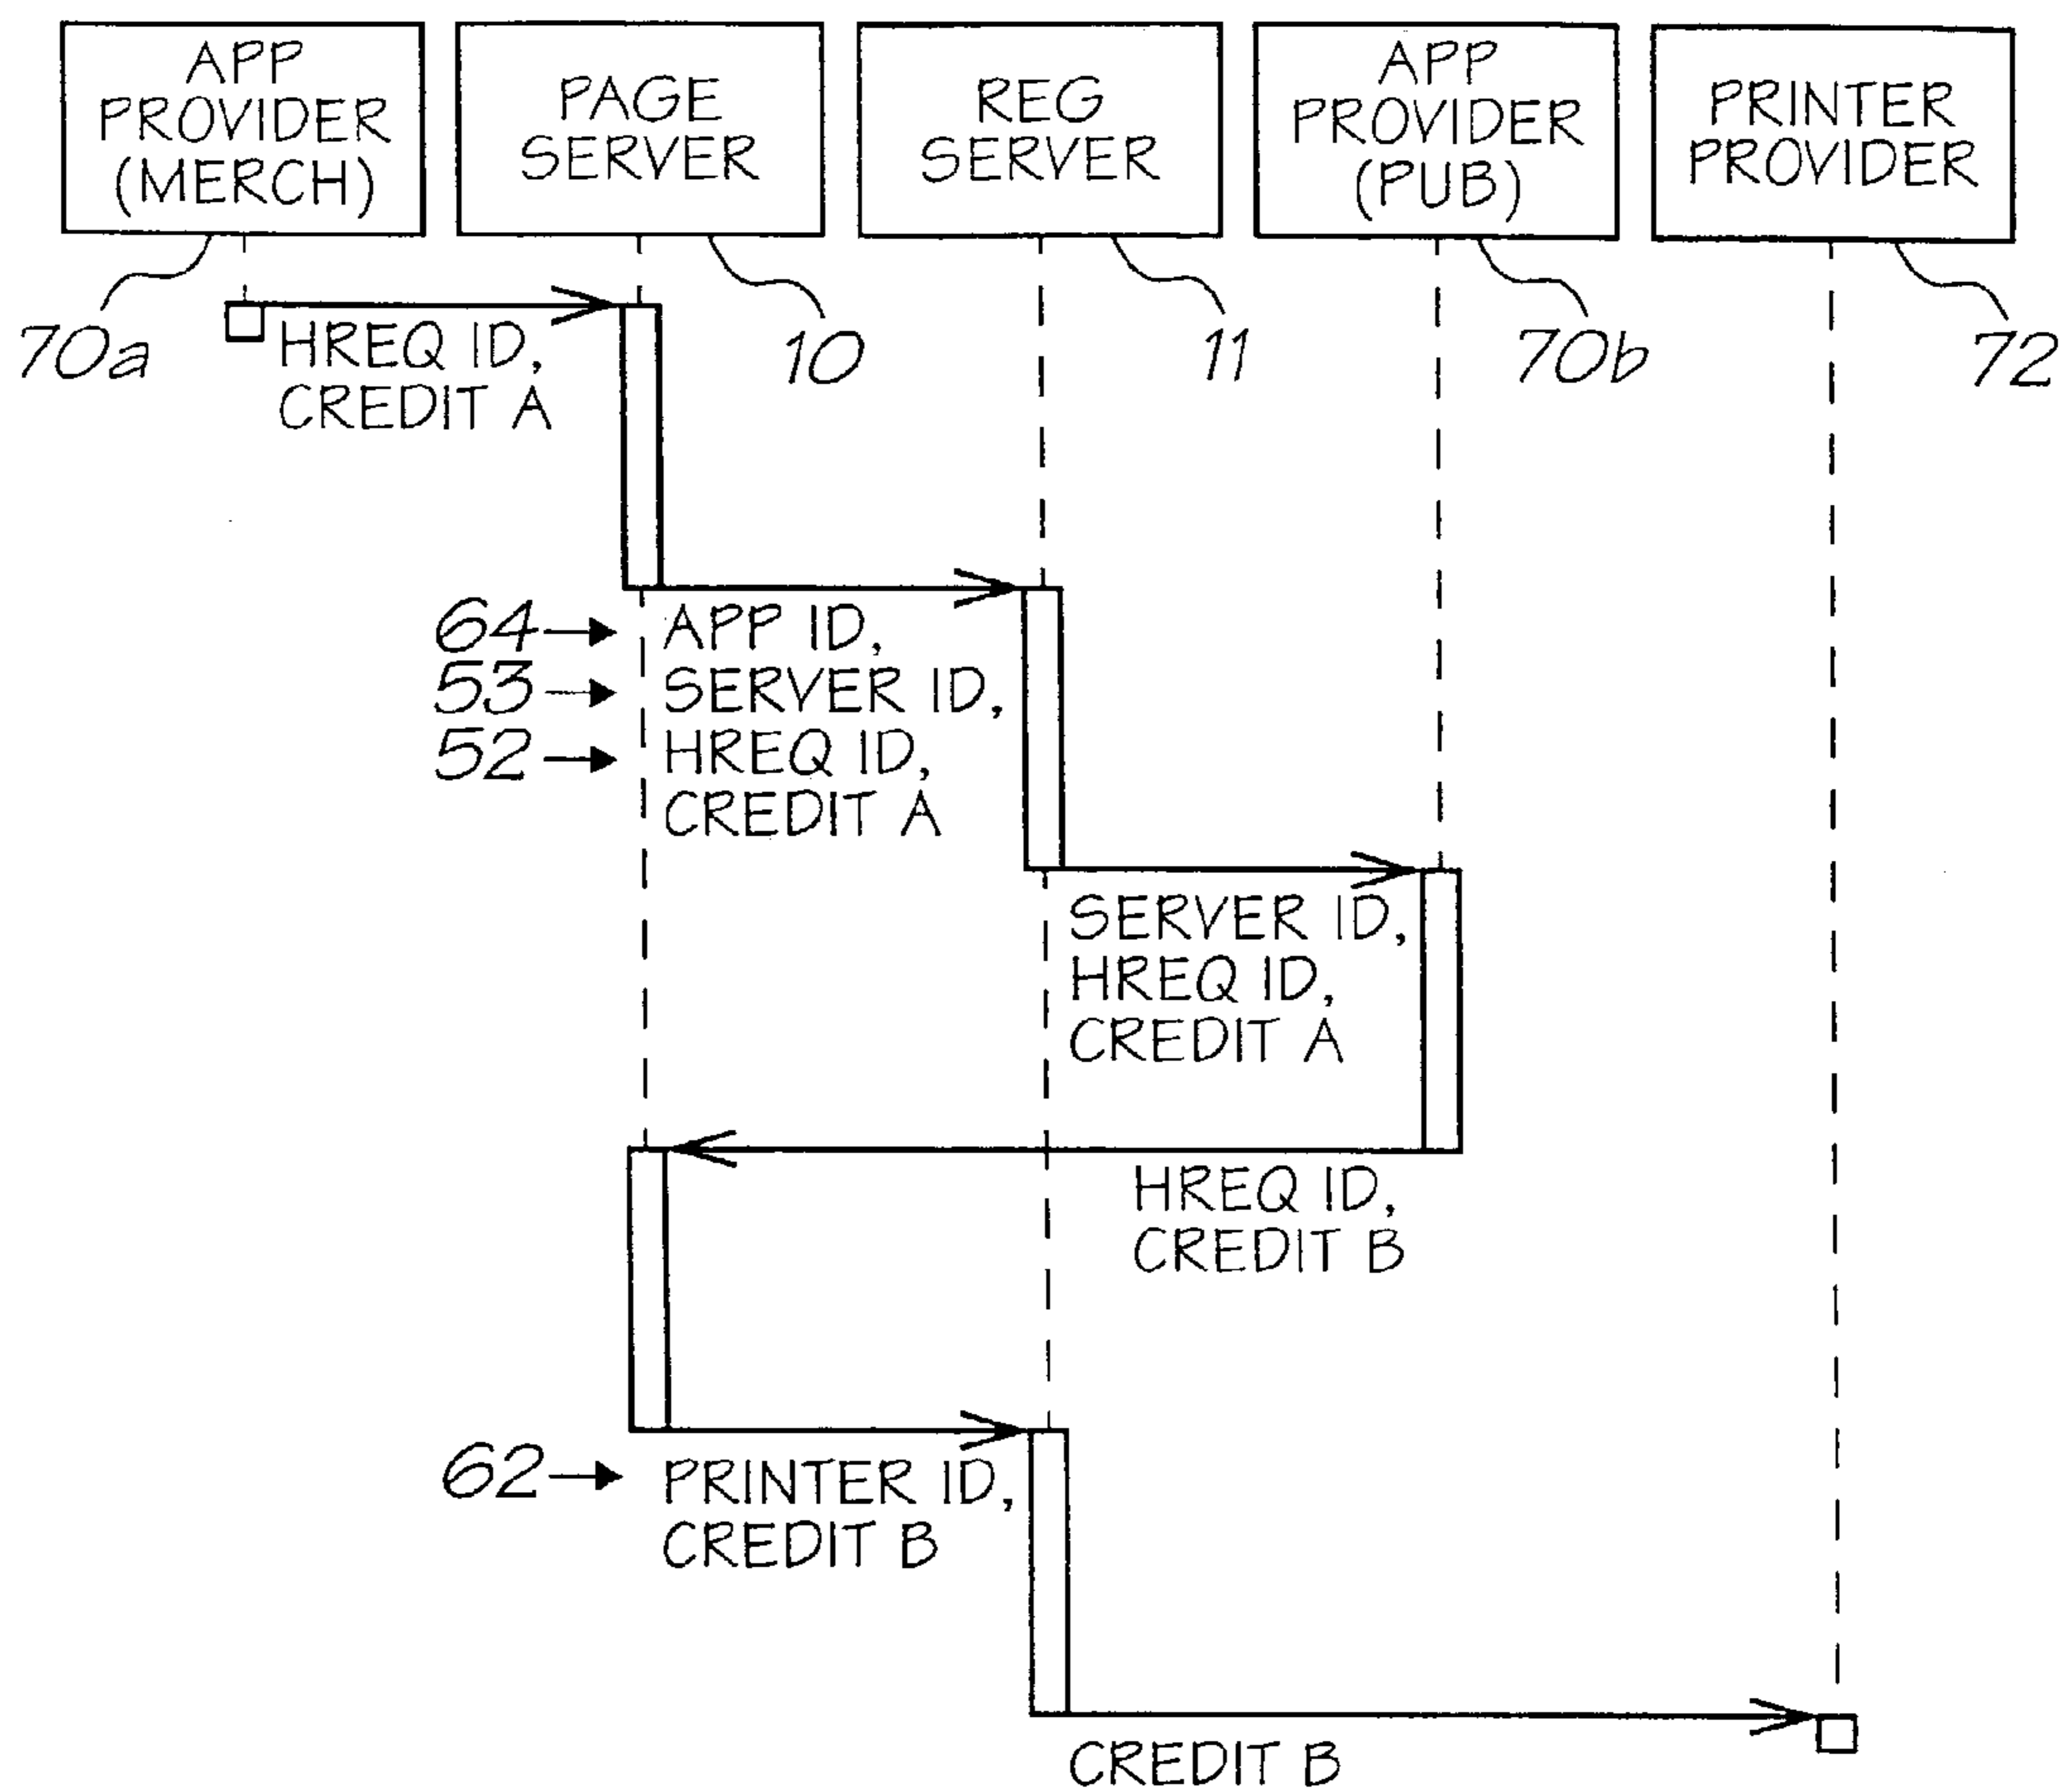 APP
PROVIDER
(MERCH)
PAGE
SERVER
REG
SERVER
APP
PROVIDER
(PUB)
PRINTER
PROVIDER
70a
10
11
70b
72
HREQ ID,
CREDIT A
64
APP ID,
53
SERVER ID,
52
HREQ ID,
CREDIT A
SERVER ID,
HREQ ID,
CREDIT A
HREQ ID,
CREDIT B
62
PRINTER ID,
CREDIT B
CREDIT B